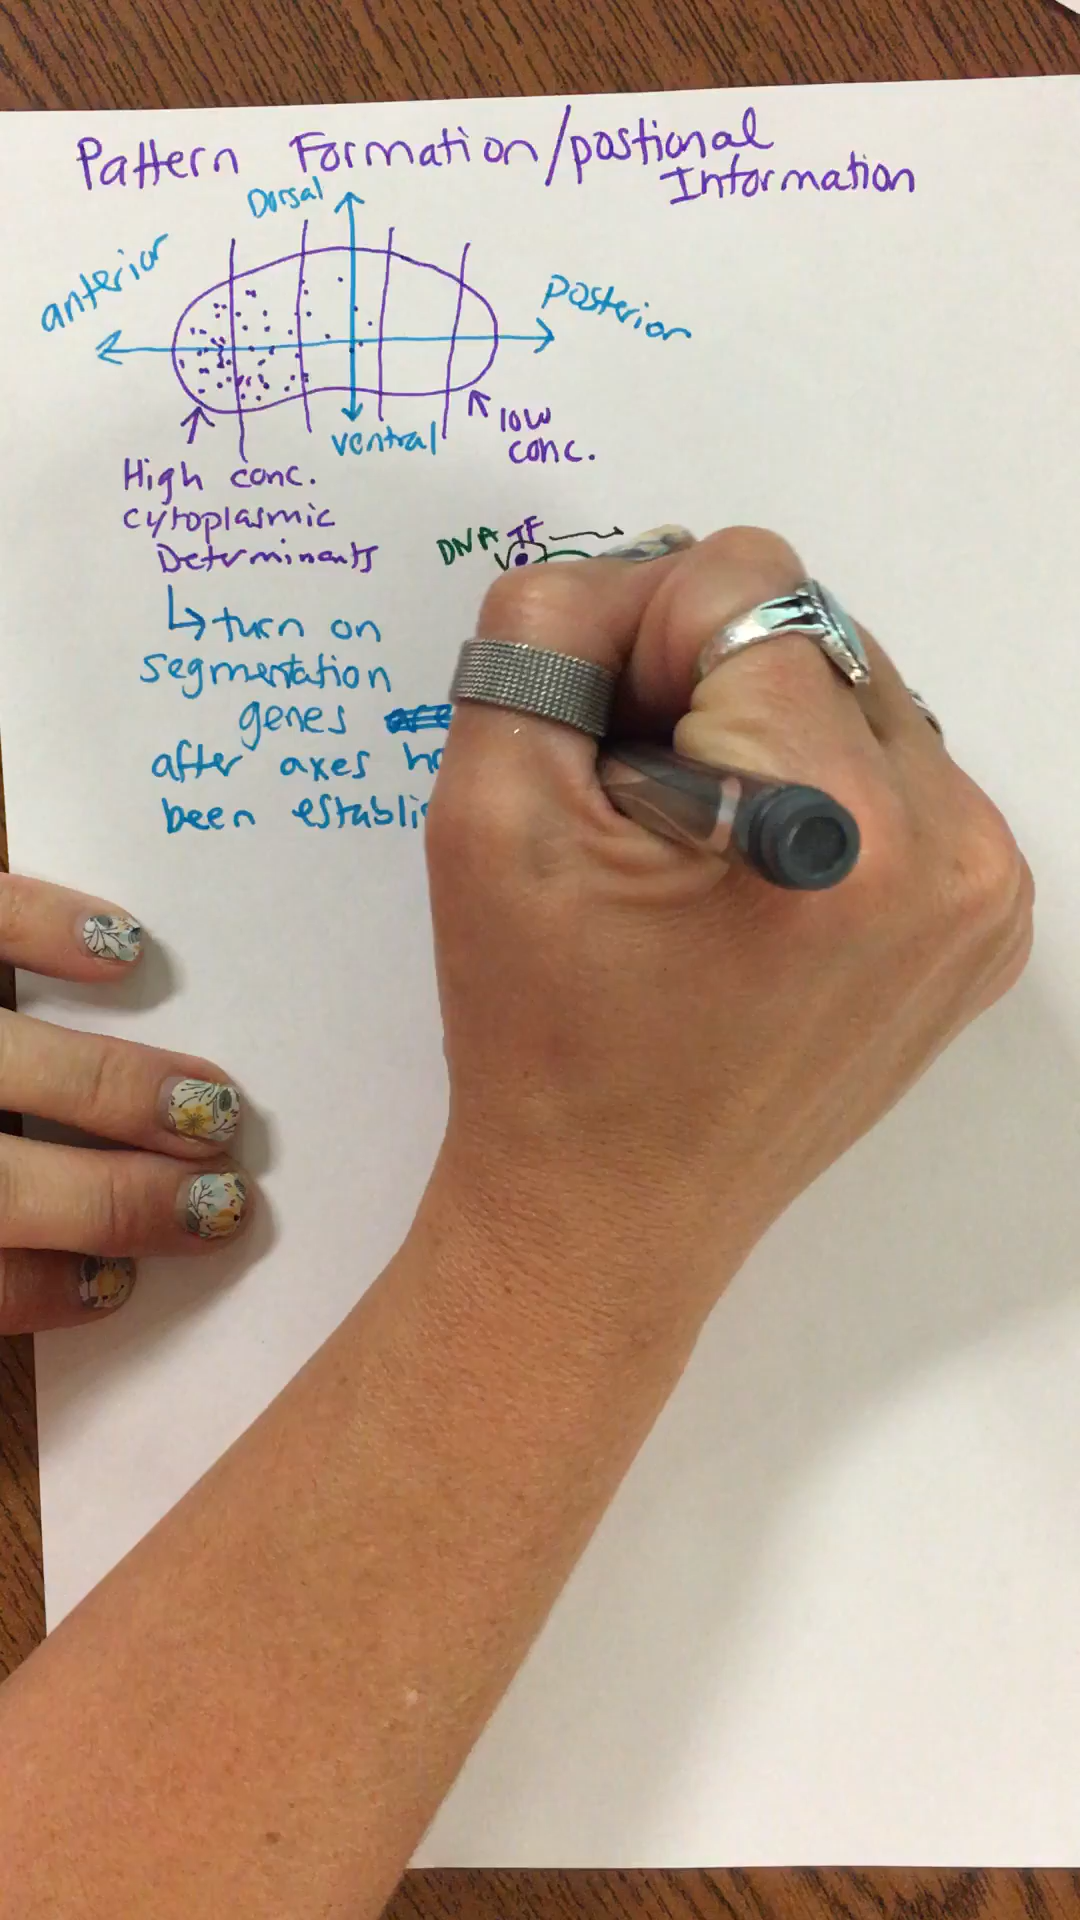 Pattern Formation/postional
Information
Dorsal
anterior
Posterior
ventral
low
conc.
High conc.
cytoplasmic
Determinants
DNA TF
↳ turn on
segmentation
genes
after axes
been